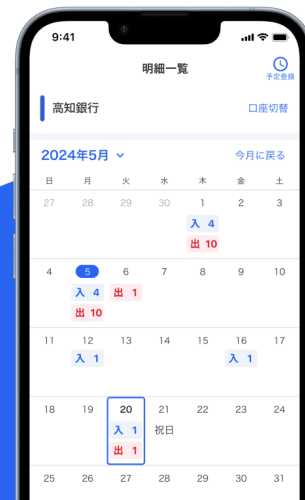 9:41
明細一覧
予定登録
高知銀行 口座切替
2024年5月 今月に戻る
日 月 火 水 木 金 土
27 28 29 30 1 2 3
入 4
出 10
4 5 6 7 8 9 10
入 4 出 1
出 10
11 12 13 14 15 16 17
入 1 入 1
18 19 20 21 22 23 24
入 1 祝日
出 1
25 26 27 28 29 30 31